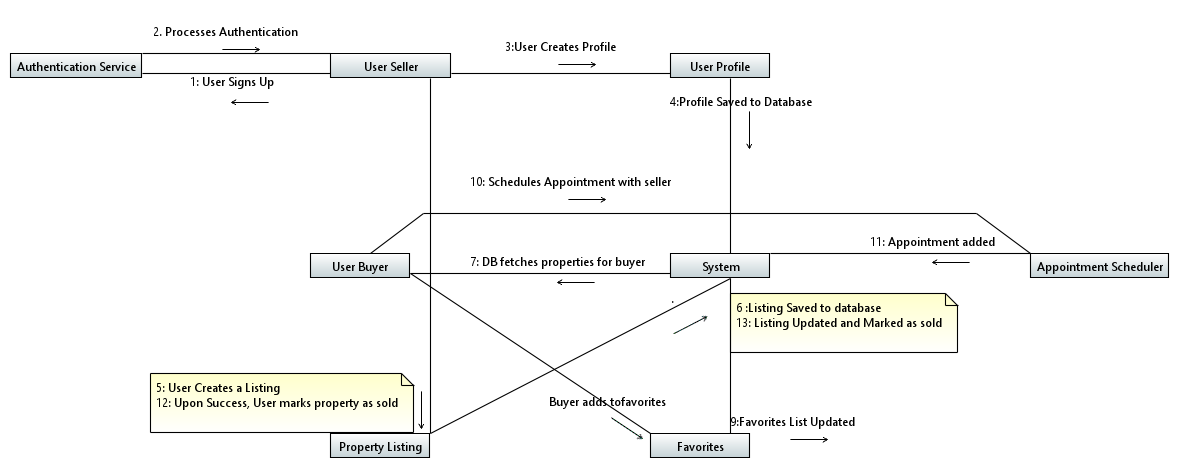 2. Processes Authentication
3:User Creates Profile
Authentication Service
User Seller
User Profile
1: User Signs Up
4:Profile Saved to Database
10: Schedules Appointment with seller
11: Appointment added
User Buyer
7: DB fetches properties for buyer
System
Appointment Scheduler
6 :Listing Saved to database
13: Listing Updated and Marked as sold
5: User Creates a Listing
12: Upon Success, User marks property as sold
Buyer adds tofavorites
9:Favorites List Updated
Property Listing
Favorites